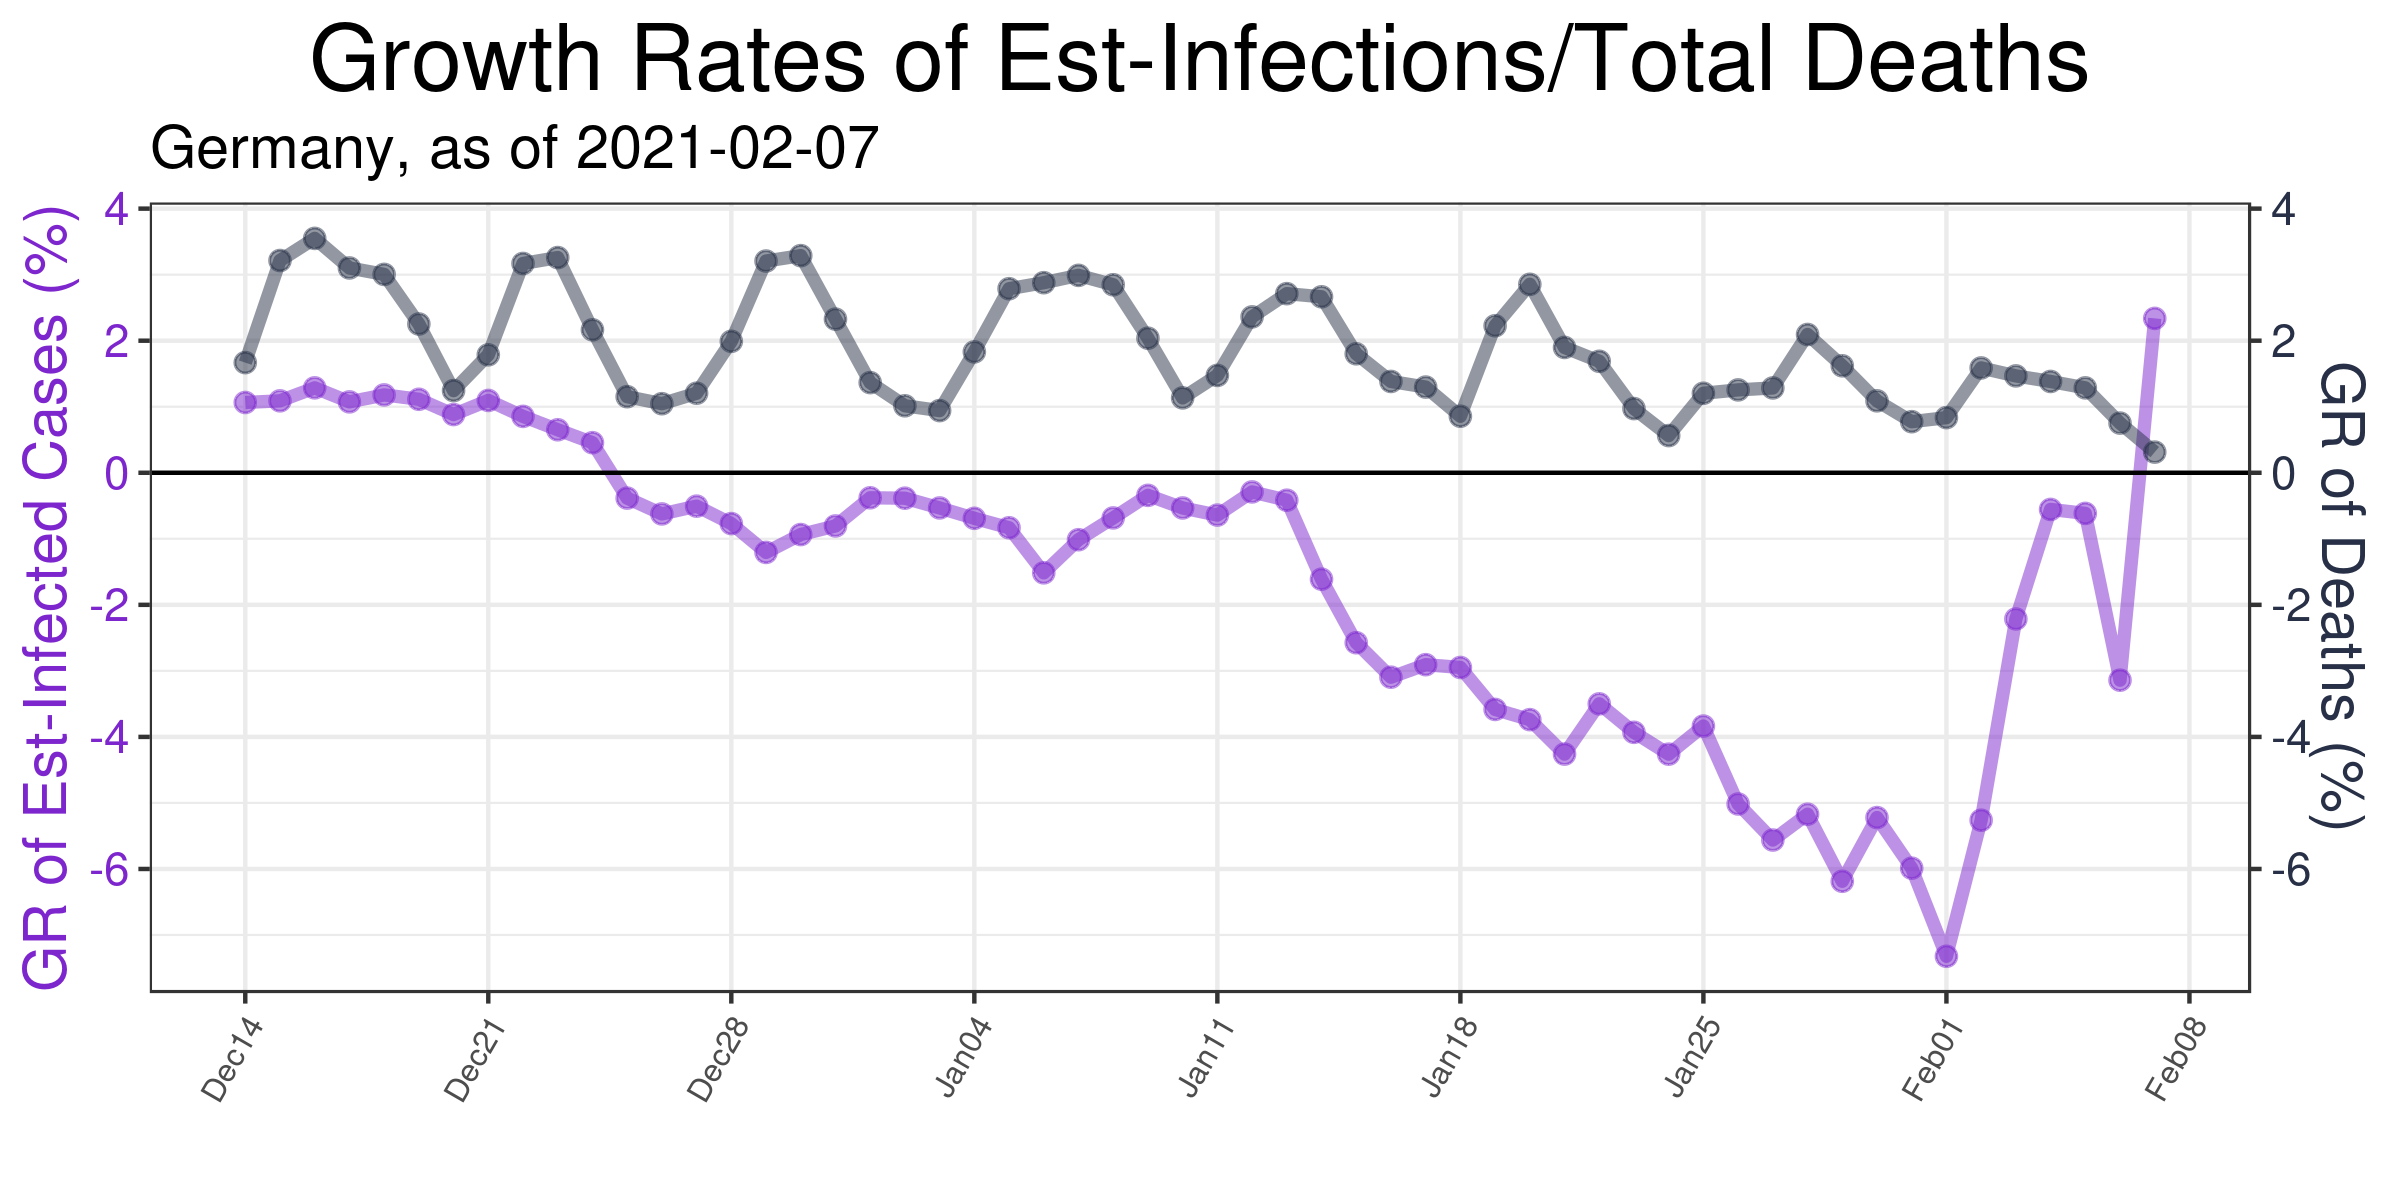 Growth Rates of Est-Infections/Total Deaths
Germany, as of 2021-02-07
GR of Est-Infected Cases (%)
4
2
0
-2
-4
-6
4
2
0
-2
-4
-6
GR of Deaths (%)
Dec14
Dec21
Dec28
Jan04
Jan11
Jan18
Jan25
Feb01
Feb08